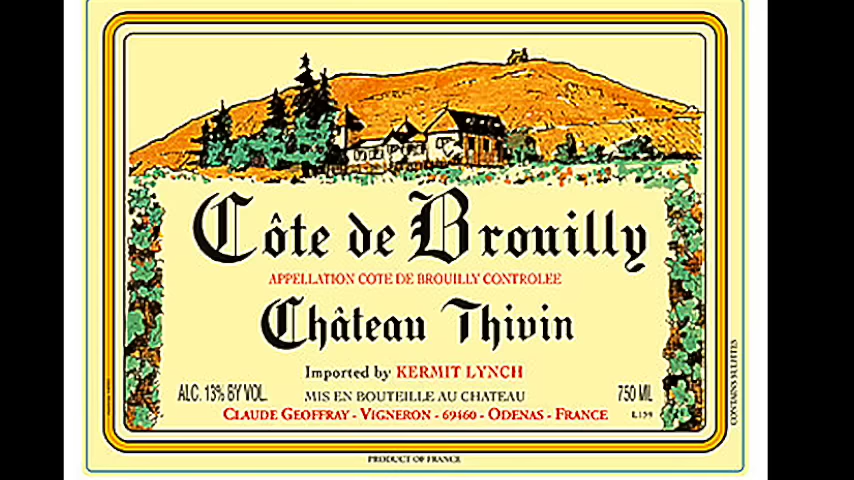 Côte de Brouilly
APPELLATION COTE DE BROUILLY CONTROLEE
Château Thivin
Imported by KERMIT LYNCH
ALC. 13% BY VOL.
MIS EN BOUTEILLE AU CHATEAU
750 ML
CLAUDE GEOFFRAY - VIGNERON - 69460 - ODENAS - FRANCE
L159
CONTAINS SULFITES
PRODUCT OF FRANCE